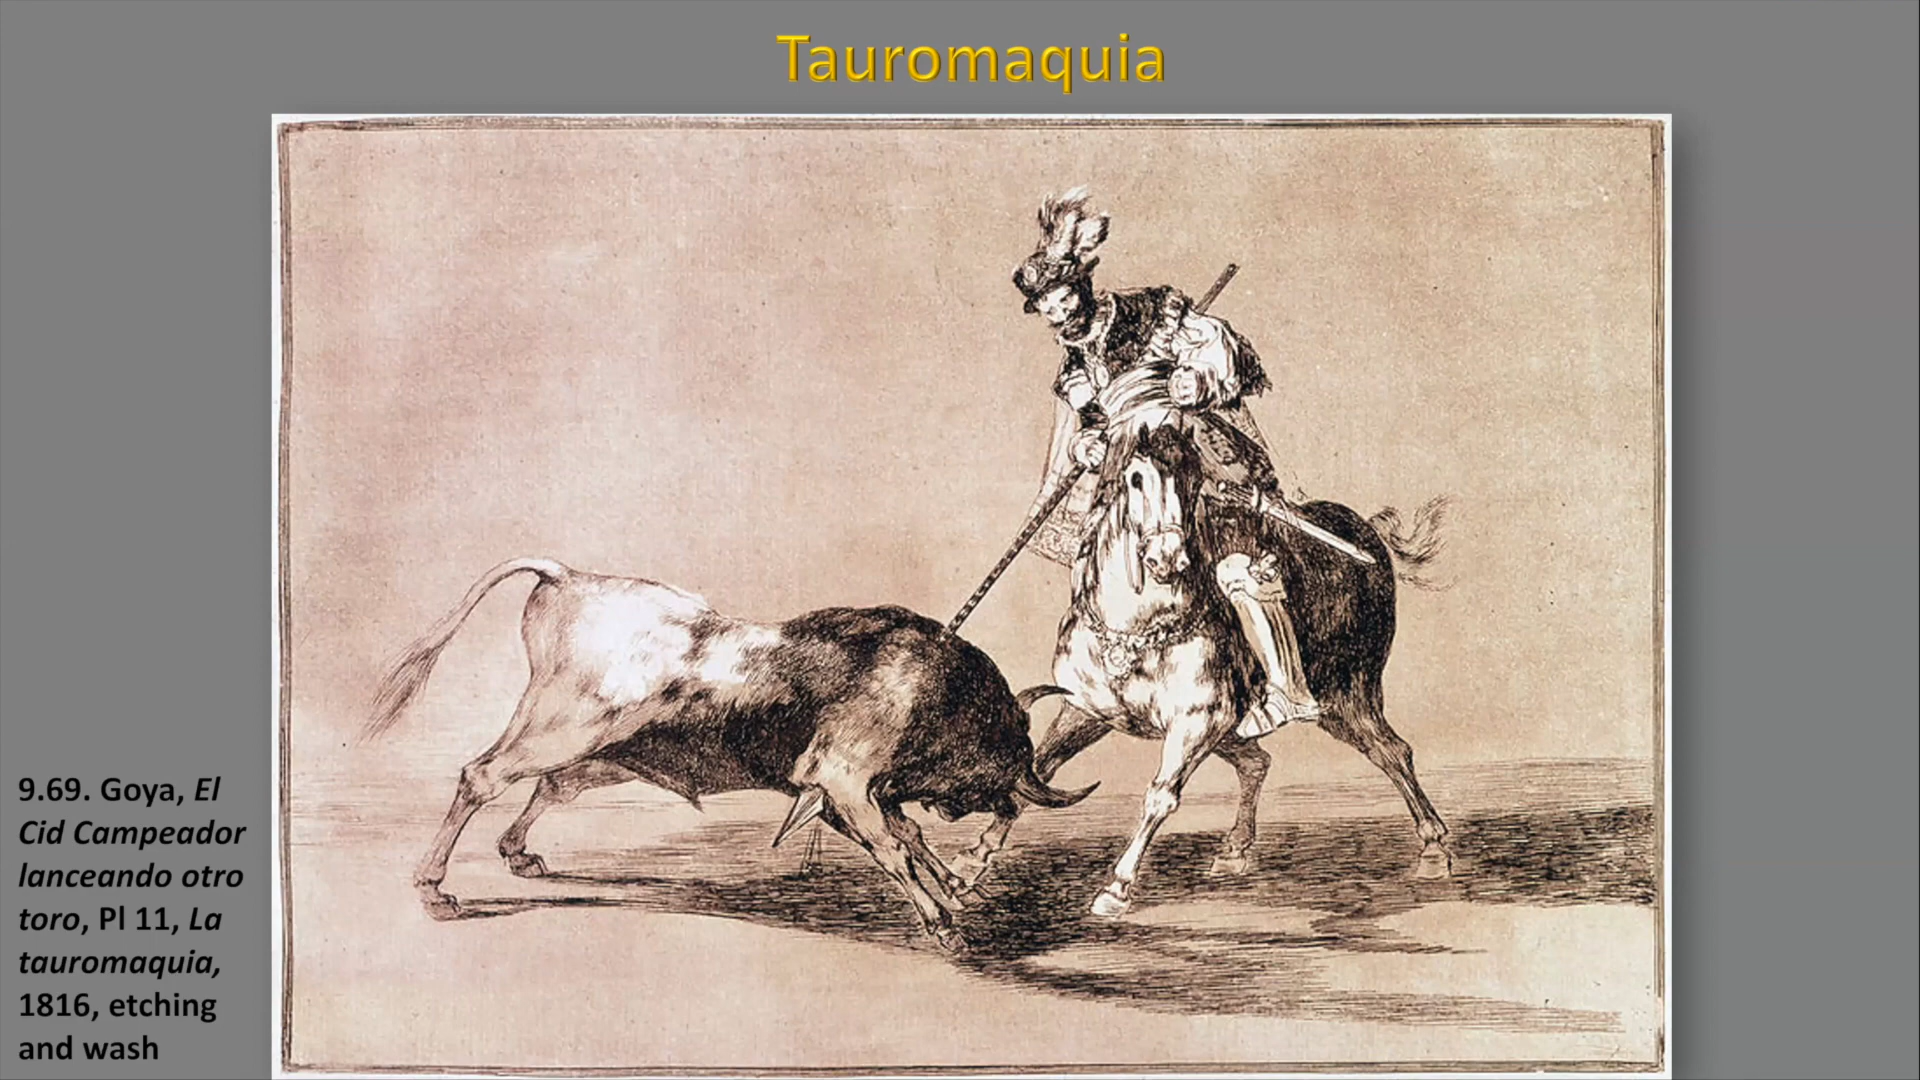 Tauromaquia
9.69. Goya, El
Cid Campeador
lanceando otro
toro, Pl 11, La
tauromaquia,
1816, etching
and wash